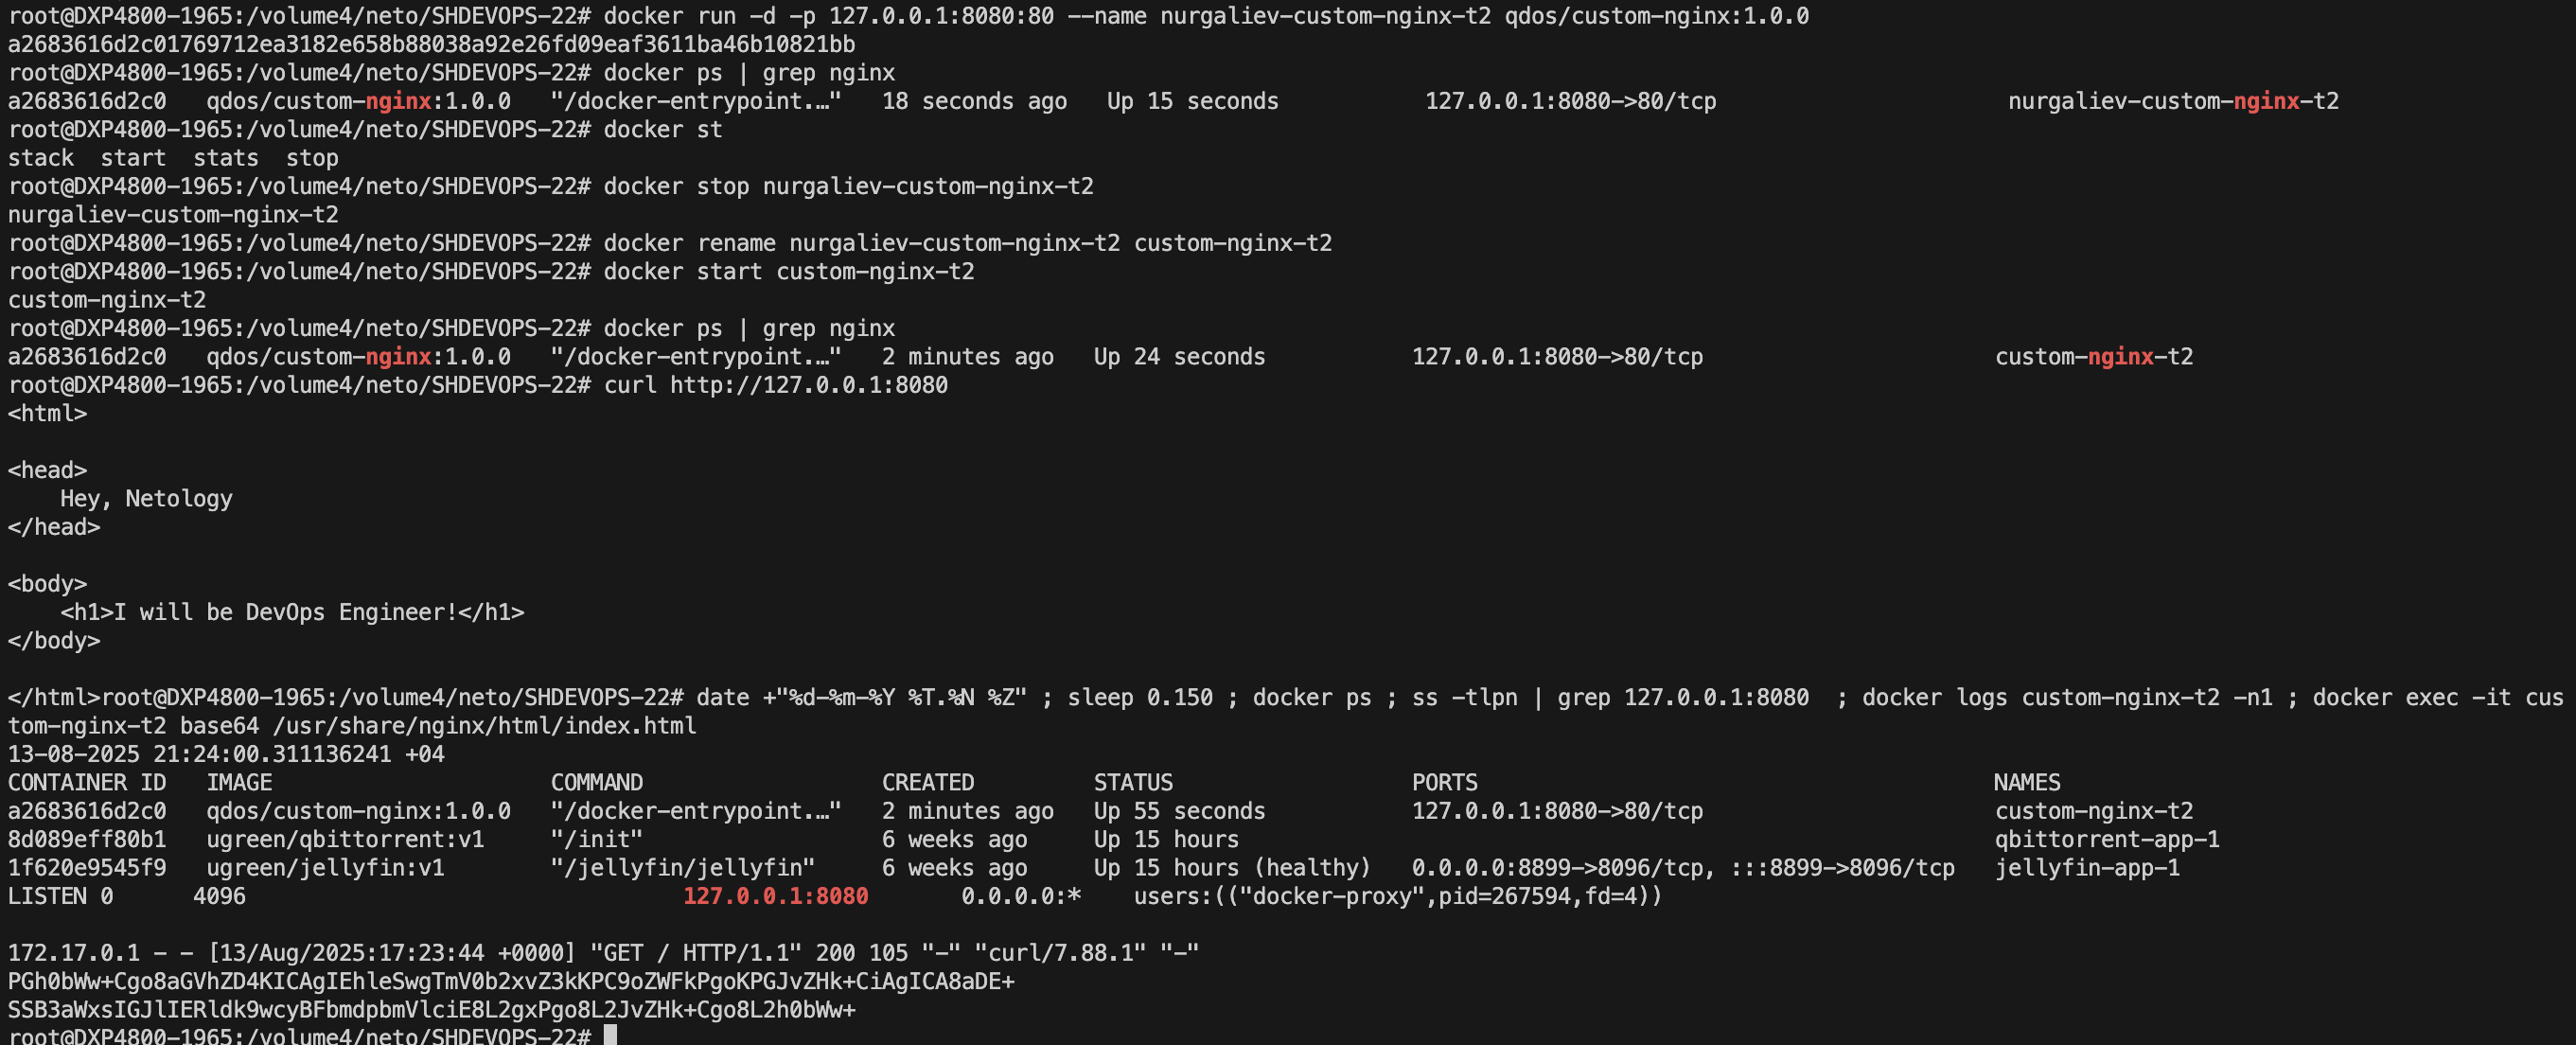 root@DXP4800-1965:/volume4/neto/SHDEVOPS-22# docker run -d -p 127.0.0.1:8080:80 --name nurgaliev-custom-nginx-t2 qdos/custom-nginx:1.0.0
a2683616d2c01769712ea3182e658b88038a92e26fd09eaf3611ba46b10821bb
root@DXP4800-1965:/volume4/neto/SHDEVOPS-22# docker ps | grep nginx
a2683616d2c0   qdos/custom-nginx:1.0.0   "/docker-entrypoint.…"   18 seconds ago   Up 15 seconds           127.0.0.1:8080->80/tcp                      nurgaliev-custom-nginx-t2
root@DXP4800-1965:/volume4/neto/SHDEVOPS-22# docker st
stack  start  stats  stop
root@DXP4800-1965:/volume4/neto/SHDEVOPS-22# docker stop nurgaliev-custom-nginx-t2
nurgaliev-custom-nginx-t2
root@DXP4800-1965:/volume4/neto/SHDEVOPS-22# docker rename nurgaliev-custom-nginx-t2 custom-nginx-t2
root@DXP4800-1965:/volume4/neto/SHDEVOPS-22# docker start custom-nginx-t2
custom-nginx-t2
root@DXP4800-1965:/volume4/neto/SHDEVOPS-22# docker ps | grep nginx
a2683616d2c0   qdos/custom-nginx:1.0.0   "/docker-entrypoint.…"   2 minutes ago   Up 24 seconds           127.0.0.1:8080->80/tcp                      custom-nginx-t2
root@DXP4800-1965:/volume4/neto/SHDEVOPS-22# curl http://127.0.0.1:8080
<html>
<head>
    Hey, Netology
</head>
<body>
    <h1>I will be DevOps Engineer!</h1>
</body>
</html>root@DXP4800-1965:/volume4/neto/SHDEVOPS-22# date +"%d-%m-%Y %T.%N %Z" ; sleep 0.150 ; docker ps ; ss -tlpn | grep 127.0.0.1:8080  ; docker logs custom-nginx-t2 -n1 ; docker exec -it cus
tom-nginx-t2 base64 /usr/share/nginx/html/index.html
13-08-2025 21:24:00.311136241 +04
CONTAINER ID   IMAGE                     COMMAND                  CREATED         STATUS                  PORTS                                       NAMES
a2683616d2c0   qdos/custom-nginx:1.0.0   "/docker-entrypoint.…"   2 minutes ago   Up 55 seconds           127.0.0.1:8080->80/tcp                      custom-nginx-t2
8d089eff80b1   ugreen/qbittorrent:v1     "/init"                  6 weeks ago     Up 15 hours                                                         qbittorrent-app-1
1f620e9545f9   ugreen/jellyfin:v1        "/jellyfin/jellyfin"     6 weeks ago     Up 15 hours (healthy)   0.0.0.0:8899->8096/tcp, :::8899->8096/tcp   jellyfin-app-1
LISTEN 0      4096                                 127.0.0.1:8080       0.0.0.0:*    users:(("docker-proxy",pid=267594,fd=4))
172.17.0.1 - - [13/Aug/2025:17:23:44 +0000] "GET / HTTP/1.1" 200 105 "-" "curl/7.88.1" "-"
PGh0bWw+Cgo8aGVhZD4KICAgIEhleSwgTmV0b2xvZ3kKPC9oZWFkPgoKPGJvZHk+CiAgICA8aDE+
SSB3aWxsIGJlIERldk9wcyBFbmdpbmVlciE8L2gxPgo8L2JvZHk+Cgo8L2h0bWw+
root@DXP4800-1965:/volume4/neto/SHDEVOPS-22#